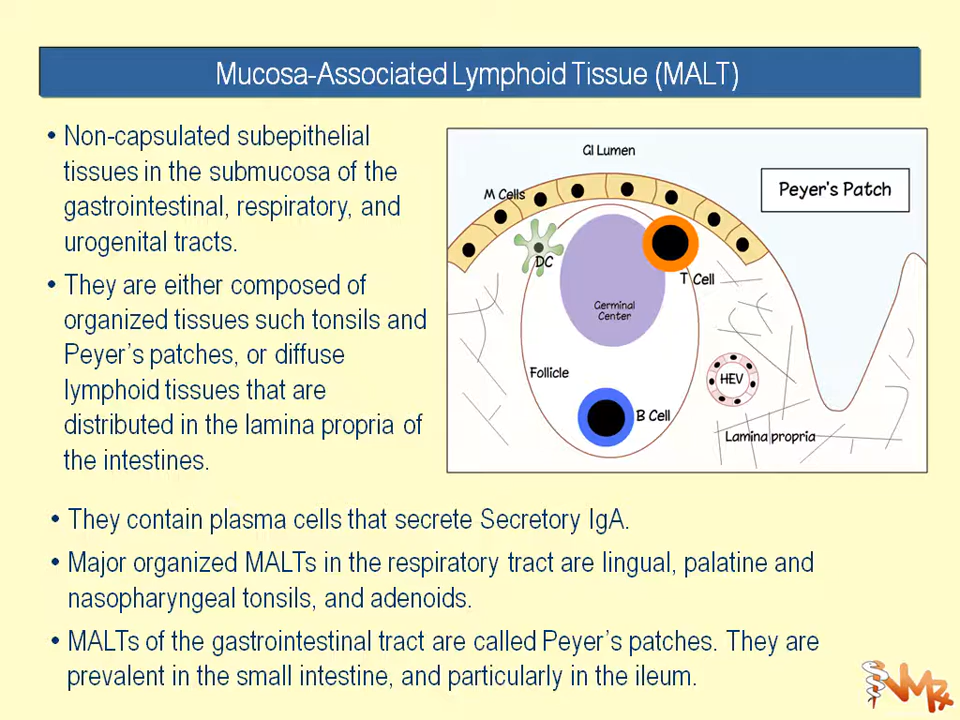 Mucosa-Associated Lymphoid Tissue (MALT)
• Non-capsulated subepithelial
tissues in the submucosa of the
gastrointestinal, respiratory, and
urogenital tracts.
• They are either composed of
organized tissues such tonsils and
Peyer's patches, or diffuse
lymphoid tissues that are
distributed in the lamina propria of
the intestines.
GI Lumen
M Cells
Peyer's Patch
DC
T Cell
Germinal
Center
Follicle
HEV
B Cell
Lamina propria
• They contain plasma cells that secrete Secretory IgA.
• Major organized MALTs in the respiratory tract are lingual, palatine and
nasopharyngeal tonsils, and adenoids.
• MALTs of the gastrointestinal tract are called Peyer's patches. They are
prevalent in the small intestine, and particularly in the ileum.